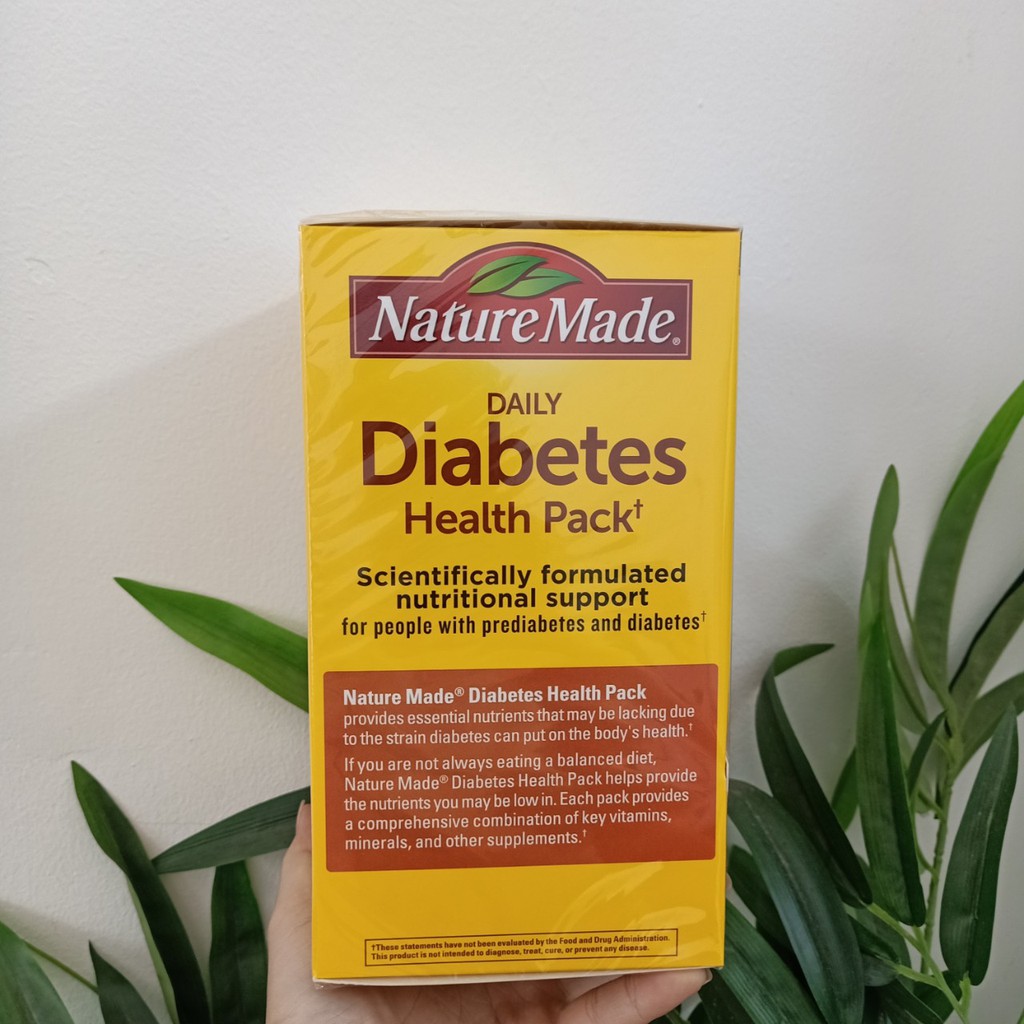 Nature Made®
DAILY
Diabetes
Health Pack†
Scientifically formulated
nutritional support
for people with prediabetes and diabetes†
Nature Made® Diabetes Health Pack
provides essential nutrients that may be lacking due
to the strain diabetes can put on the body's health.†
If you are not always eating a balanced diet,
Nature Made® Diabetes Health Pack helps provide
the nutrients you may be low in. Each pack provides
a comprehensive combination of key vitamins,
minerals, and other supplements.†
†These statements have not been evaluated by the Food and Drug Administration.
This product is not intended to diagnose, treat, cure, or prevent any disease.